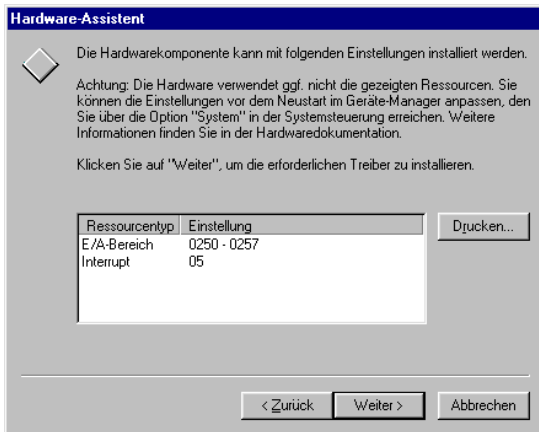 Hardware-Assistent
Die Hardwarekomponente kann mit folgenden Einstellungen installiert werden.
Achtung: Die Hardware verwendet ggf. nicht die gezeigten Ressourcen. Sie
können die Einstellungen vor dem Neustart im Geräte-Manager anpassen, den
Sie über die Option "System" in der Systemsteuerung erreichen. Weitere
Informationen finden Sie in der Hardwaredokumentation.
Klicken Sie auf "Weiter", um die erforderlichen Treiber zu installieren.
Ressourcentyp Einstellung
E/A-Bereich 0250 - 0257
Interrupt 05
Drucken...
< Zurück Weiter > Abbrechen